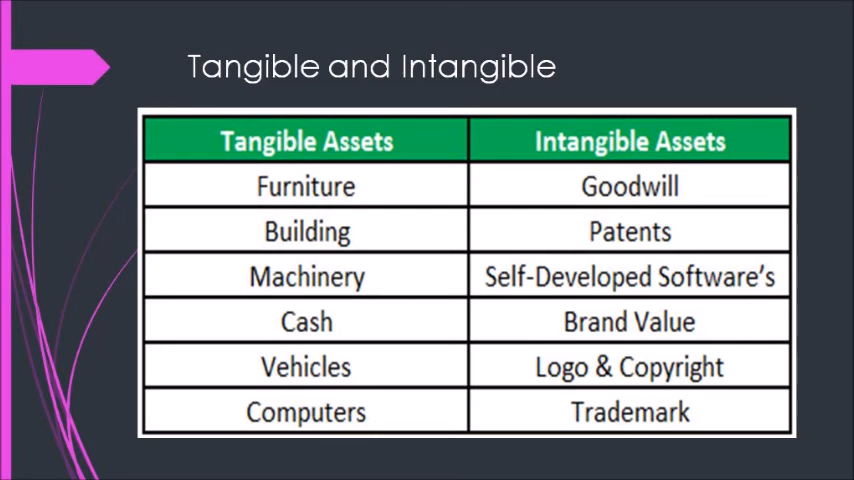 Tangible and Intangible
Tangible Assets Intangible Assets
Furniture Goodwill
Building Patents
Machinery Self-Developed Software's
Cash Brand Value
Vehicles Logo & Copyright
Computers Trademark